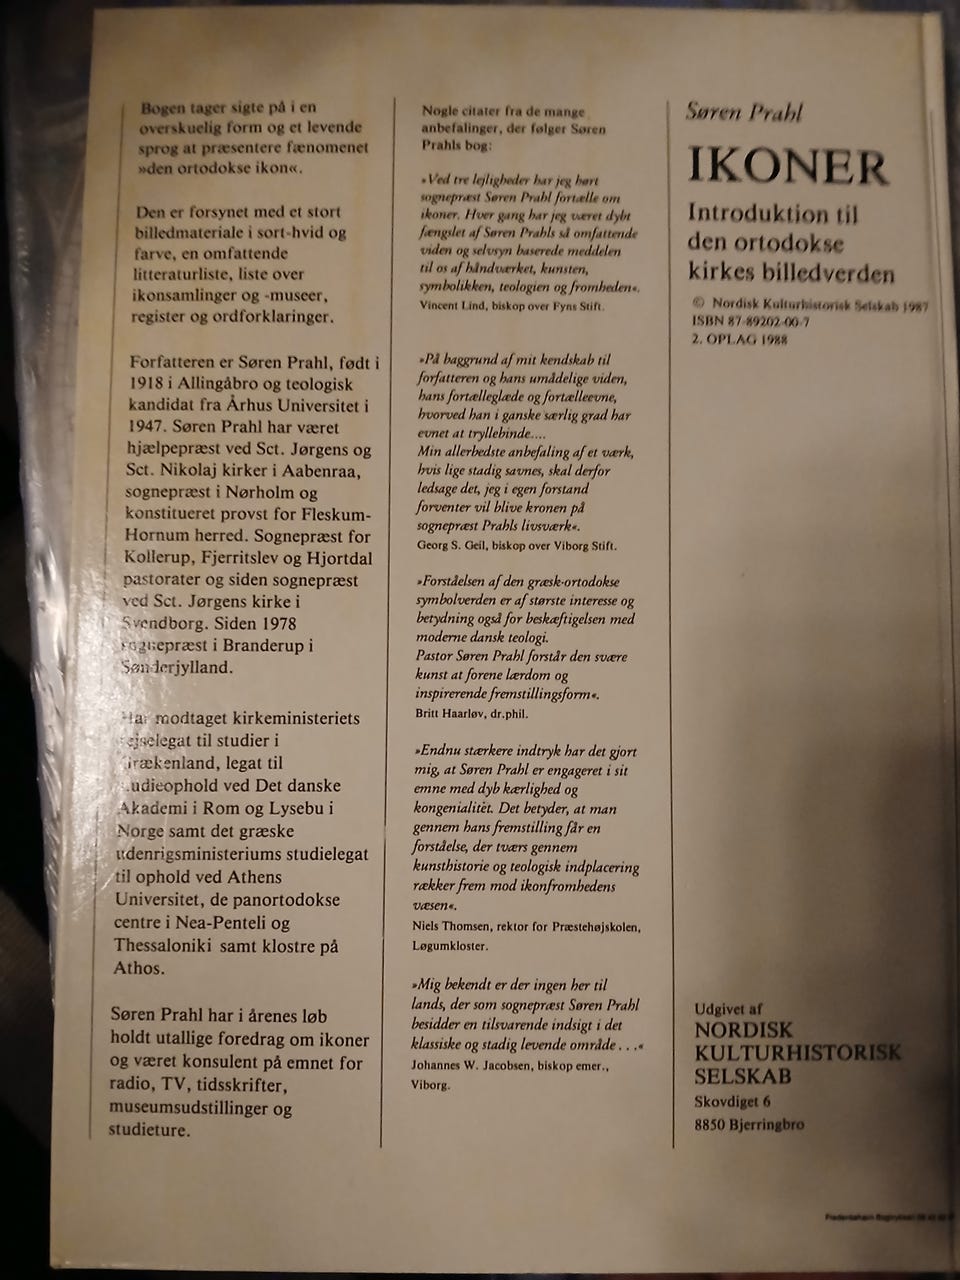 Bogen tager sigte på i en
overskuelig form og et levende
sprog at præsentere fænomenet
»den ortodokse ikon«.
Den er forsynet med et stort
billedmateriale i sort-hvid og
farve, en omfattende
litteraturliste, liste over
ikonsamlinger og -museer,
register og ordforklaringer.
Forfatteren er Søren Prahl, født i
1918 i Allingåbro og teologisk
kandidat fra Århus Universitet i
1947. Søren Prahl har været
hjælpepræst ved Sct. Jørgens og
Sct. Nikolaj kirker i Aabenraa,
sognepræst i Nørholm og
konstitueret provst for Fleskum-
Hornum herred. Sognepræst for
Kollerup, Fjerritslev og Hjortdal
pastorater og siden sognepræst
ved Sct. Jørgens kirke i
Svendborg. Siden 1978
sognepræst i Branderup i
Sønderjylland.
Har modtaget kirkeministeriets
rejselegat til studier i
Grækenland, legat til
studieophold ved Det danske
Akademi i Rom og Lysebu i
Norge samt det græske
udenrigsministeriums studielegat
til ophold ved Athens
Universitet, de panortodokse
centre i Nea-Penteli og
Thessaloniki samt klostre på
Athos.
Søren Prahl har i årenes løb
holdt utallige foredrag om ikoner
og været konsulent på emnet for
radio, TV, tidsskrifter,
museumsudstillinger og
studieture.
Nogle citater fra de mange
anbefalinger, der følger Søren
Prahls bog:
»Ved tre lejligheder har jeg hørt
sognepræst Søren Prahl fortælle om
ikoner. Hver gang har jeg været dybt
fængslet af Søren Prahls så omfattende
viden og selvsyn baserede meddelen
til os af håndværket, kunsten,
symbolikken, teologien og fromheden«.
Vincent Lind, biskop over Fyns Stift.
»På baggrund af mit kendskab til
forfatteren og hans umådelige viden,
hans fortælleglæde og fortælleevne,
hvorved han i ganske særlig grad har
evnet at tryllebinde....
Min allerbedste anbefaling af et værk,
hvis lige stadig savnes, skal derfor
ledsage det, jeg i egen forstand
forventer vil blive kronen på
sognepræst Prahls livsværk«.
Georg S. Geil, biskop over Viborg Stift.
»Forståelsen af den græsk-ortodokse
symbolverden er af største interesse og
betydning også for beskæftigelsen med
moderne dansk teologi.
Pastor Søren Prahl forstår den svære
kunst at forene lærdom og
inspirerende fremstillingsform«.
Britt Haarløv, dr.phil.
»Endnu stærkere indtryk har det gjort
mig, at Søren Prahl er engageret i sit
emne med dyb kærlighed og
kongenialitèt. Det betyder, at man
gennem hans fremstilling får en
forståelse, der tværs gennem
kunsthistorie og teologisk indplacering
rækker frem mod ikonfromhedens
væsen«.
Niels Thomsen, rektor for Præstehøjskolen,
Løgumkloster.
»Mig bekendt er der ingen her til
lands, der som sognepræst Søren Prahl
besidder en tilsvarende indsigt i det
klassiske og stadig levende område . . .«
Johannes W. Jacobsen, biskop emer.,
Viborg.
Søren Prahl
IKONER
Introduktion til
den ortodokse
kirkes billedverden
© Nordisk Kulturhistorisk Selskab 1987
ISBN 87-89202-00-7
2. OPLAG 1988
Udgivet af
NORDISK
KULTURHISTORISK
SELSKAB
Skovdiget 6
8850 Bjerringbro